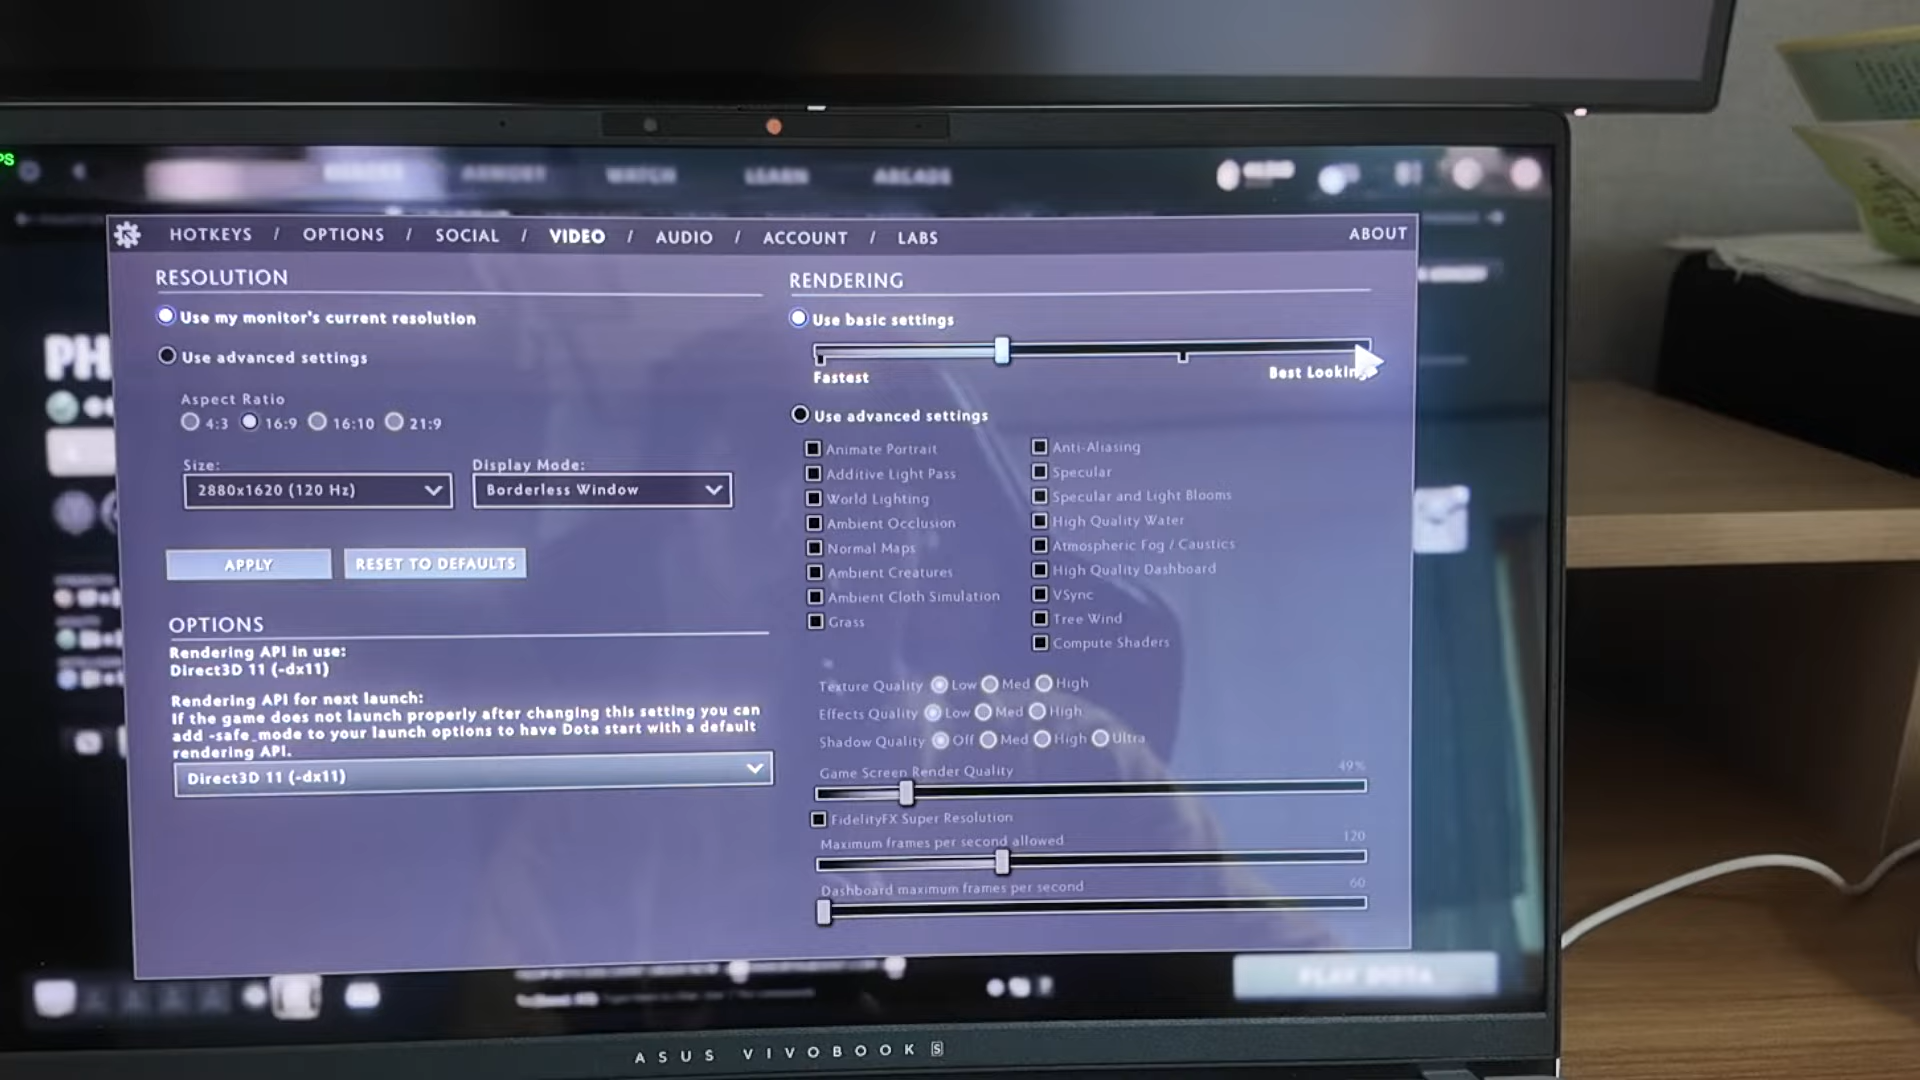 PS
WATCH
LEARN
ARCADE
HOTKEYS / OPTIONS / SOCIAL / VIDEO / AUDIO / ACCOUNT / LABS
ABOUT
RESOLUTION
Use my monitor's current resolution
Use advanced settings
Aspect Ratio
4:3 16:9 16:10 21:9
Size:
Display Mode:
2880x1620 (120 Hz)
Borderless Window
APPLY
RESET TO DEFAULTS
OPTIONS
Rendering API in use:
Direct3D 11 (-dx11)
Rendering API for next launch:
If the game does not launch properly after changing this setting you can
add -safe_mode to your launch options to have Dota start with a default
rendering API.
Direct3D 11 (-dx11)
RENDERING
Use basic settings
Fastest
Best Looking
Use advanced settings
Animate Portrait
Additive Light Pass
World Lighting
Ambient Occlusion
Normal Maps
Ambient Creatures
Ambient Cloth Simulation
Grass
Anti-Aliasing
Specular
Specular and Light Blooms
High Quality Water
Atmospheric Fog / Caustics
High Quality Dashboard
VSync
Tree Wind
Compute Shaders
Texture Quality Low Med High
Effects Quality Low Med High
Shadow Quality Off Med High Ultra
Game Screen Render Quality 49%
FidelityFX Super Resolution
Maximum frames per second allowed 120
Dashboard maximum frames per second 60
PH
PLAY DOTA
ASUS VIVOBOOK S